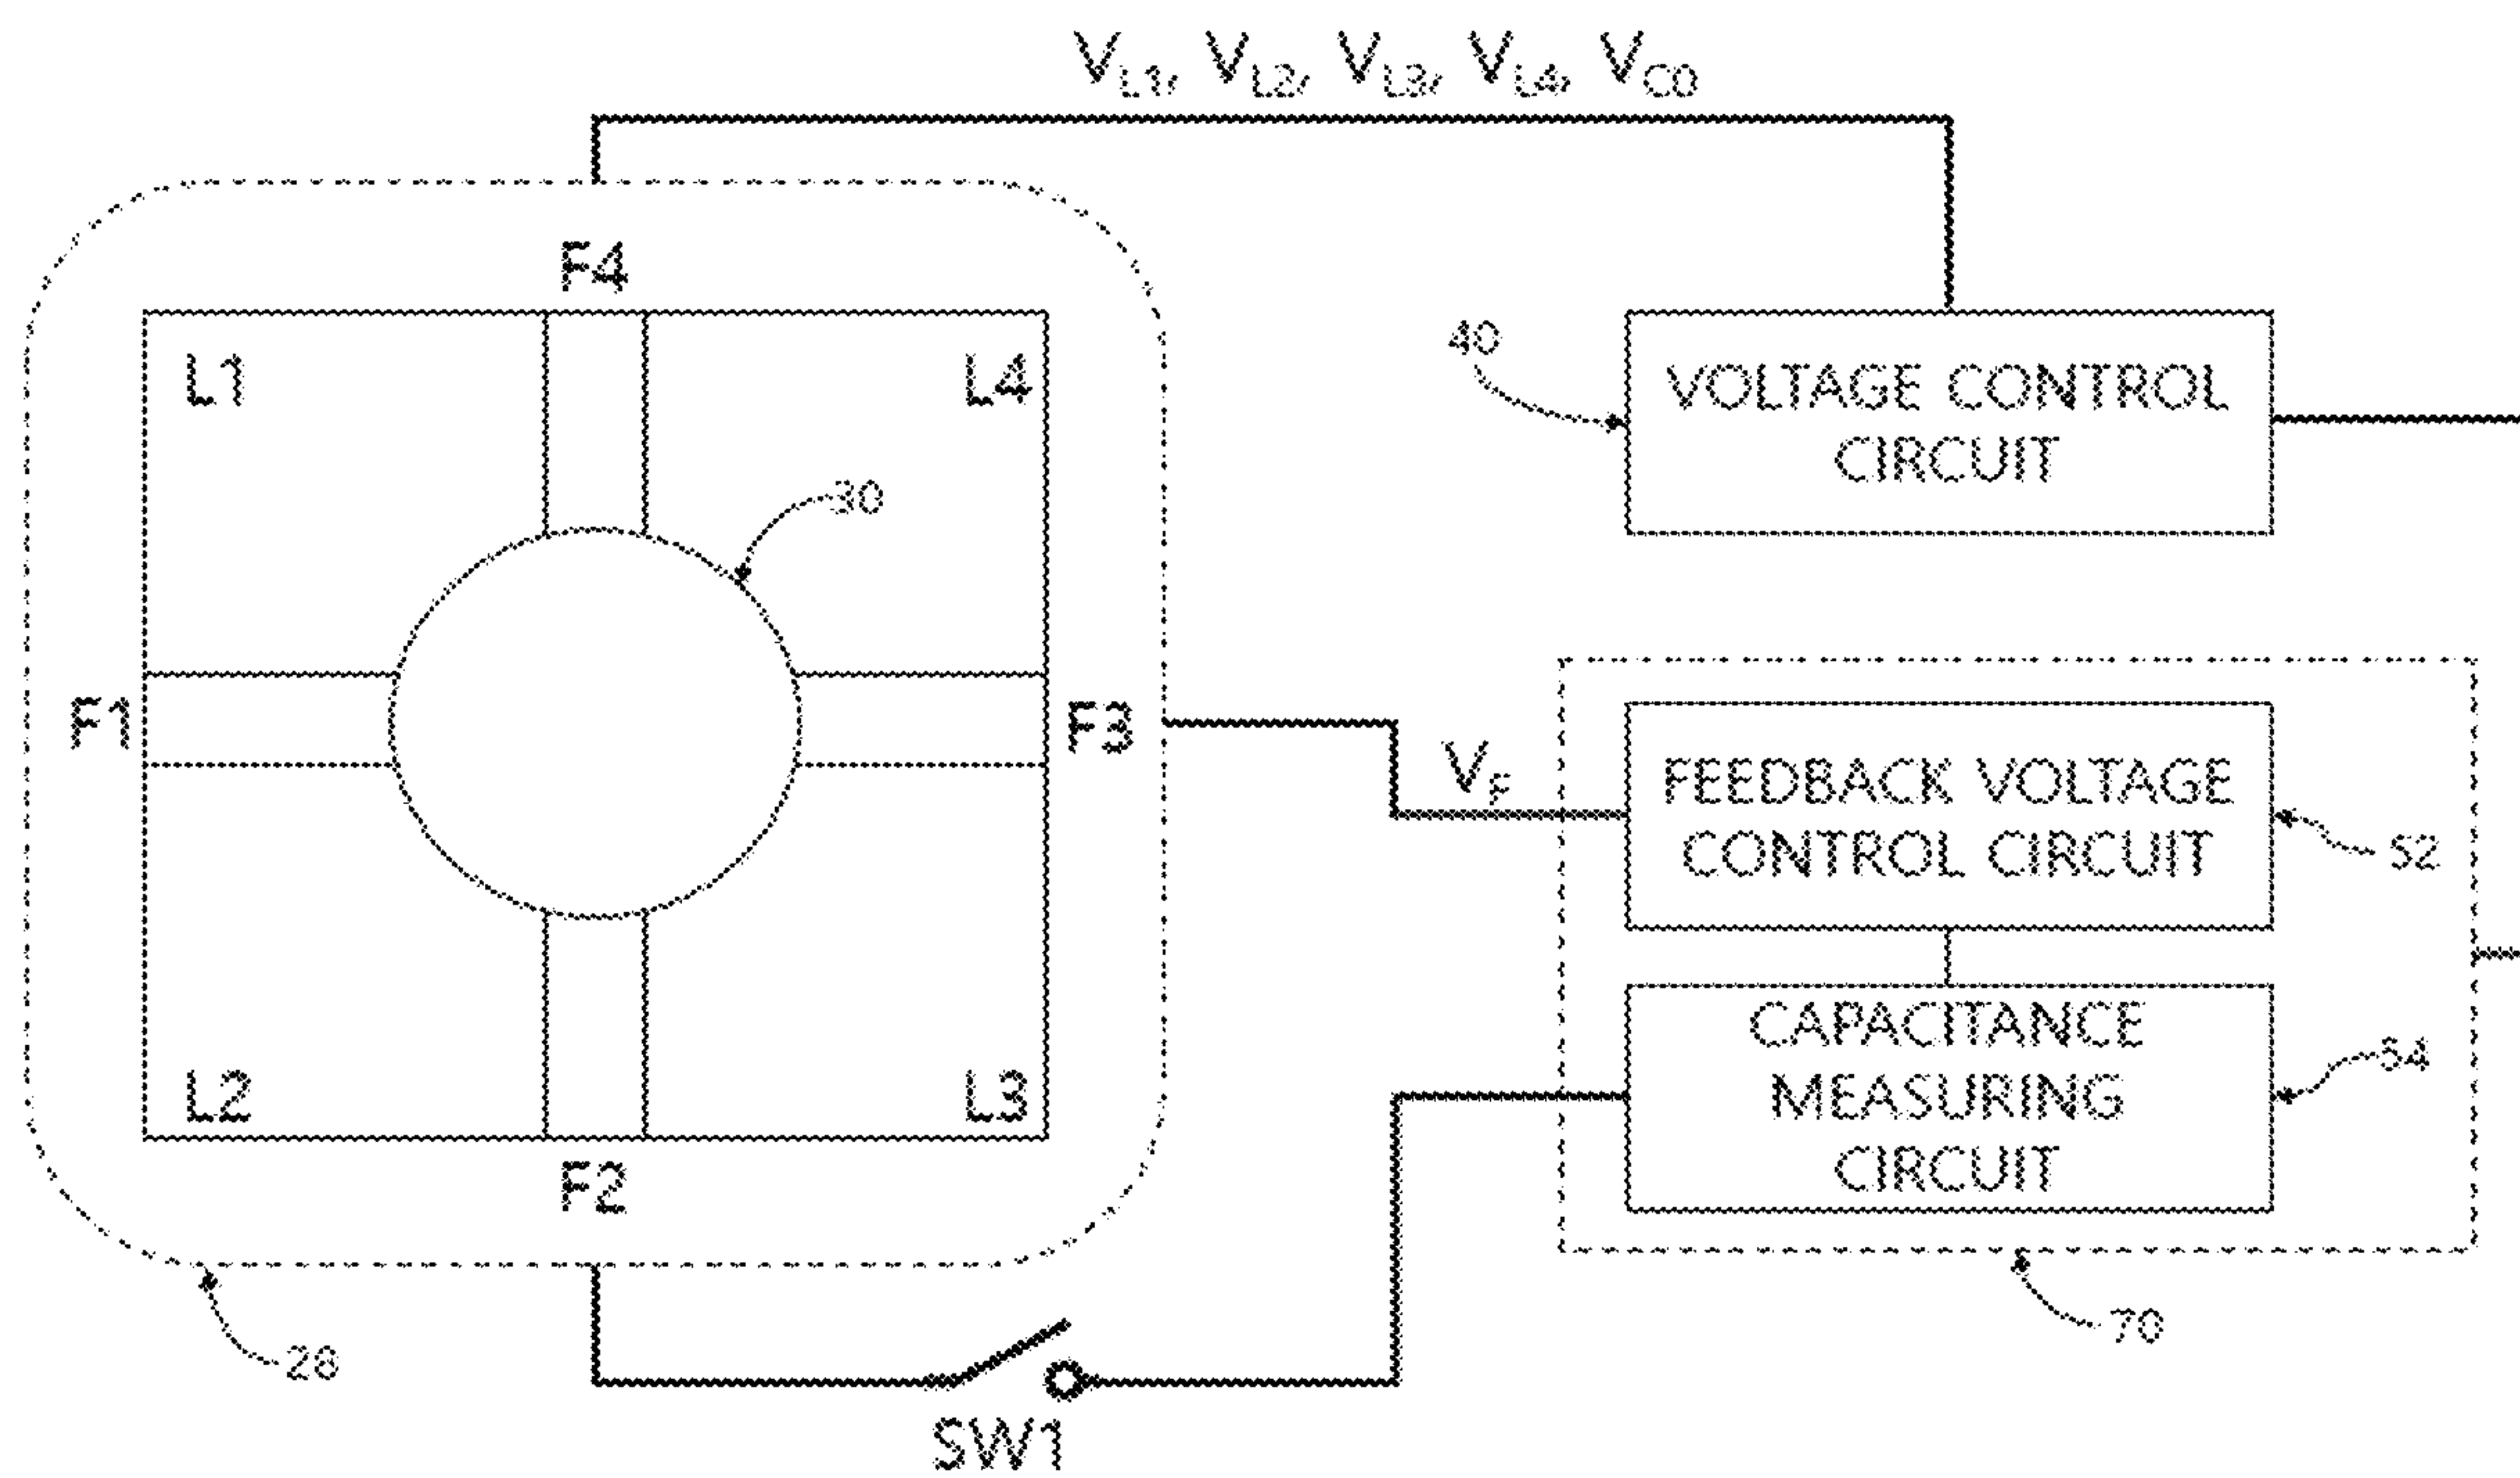 VL1, VL2, VL3, VL4, VC0
F4
L1
L4
40
VOLTAGE CONTROL
CIRCUIT
30
F1
F3
VF
FEEDBACK VOLTAGE
CONTROL CIRCUIT
52
CAPACITANCE
MEASURING
CIRCUIT
54
L2
L3
F2
20
70
SW1